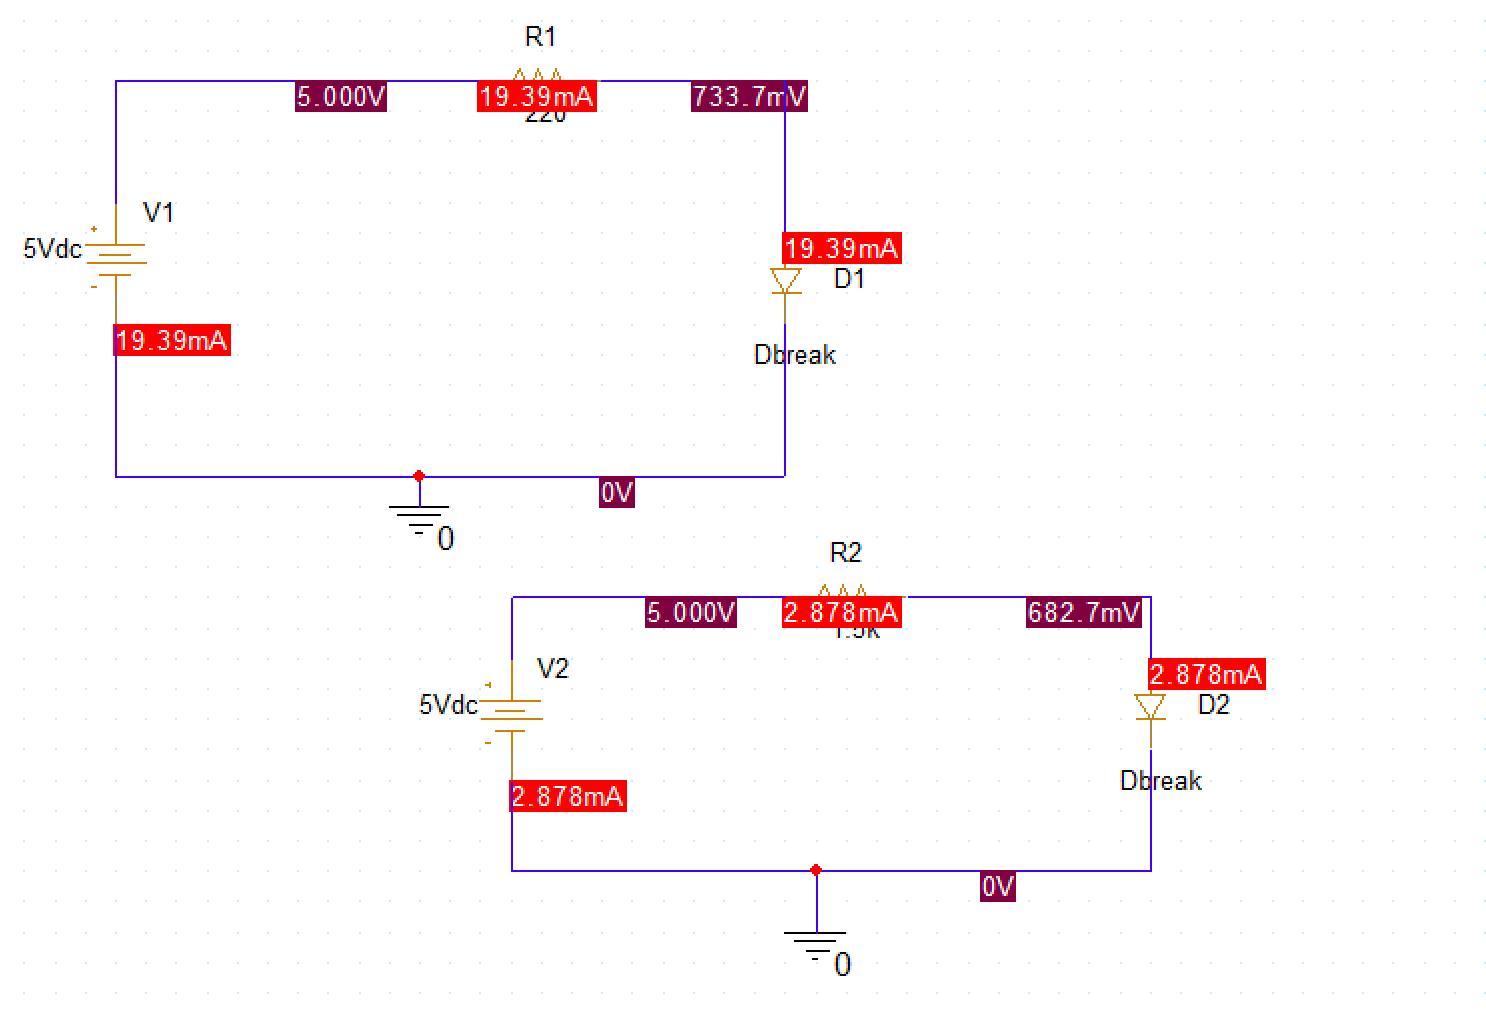 R1
5.000V
19.39mA
733.7mV
220
V1
5Vdc
19.39mA
D1
19.39mA
Dbreak
0V
0
R2
5.000V
2.878mA
682.7mV
1.5k
V2
2.878mA
5Vdc
D2
Dbreak
2.878mA
0V
0